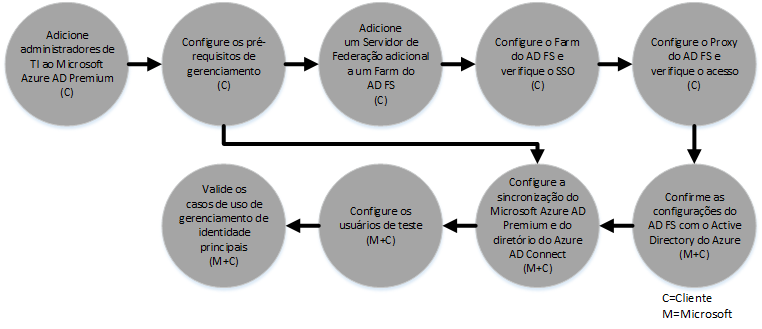 Adicione
administradores de
TI ao Microsoft
Azure AD Premium
(C)
Configure os pré-
requisitos de
gerenciamento
(C)
Adicione
um Servidor de
Federação adicional
a um Farm do
AD FS
(C)
Configure o Farm
do AD FS e
verifique o SSO
(C)
Configure o Proxy
do AD FS e
verifique o acesso
(C)
Valide os
casos de uso de
gerenciamento de
identidade
principais
(M+C)
Configure os
usuários de teste
(M+C)
Configure a
sincronização do
Microsoft Azure AD
Premium e do
diretório do Azure
AD Connect
(M+C)
Confirme as
configurações do
AD FS com o Active
Directory do Azure
(M+C)
C=Cliente
M=Microsoft